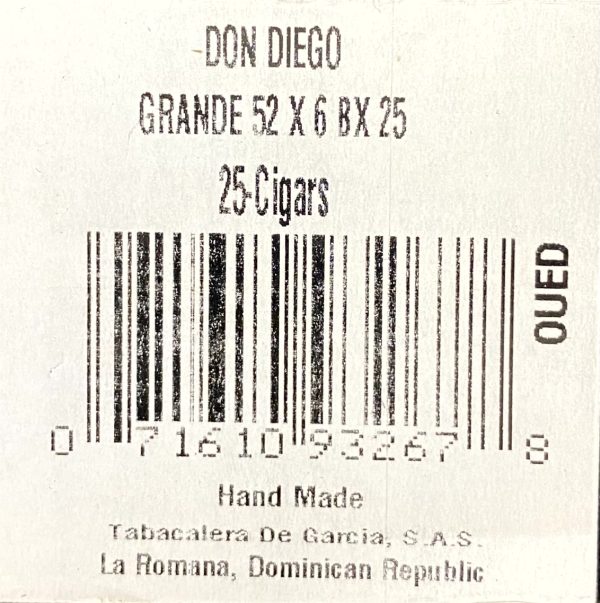 DON DIEGO
GRANDE 52 X 6 BX 25
25-Cigars
OUED
0 71610 93267 8
Hand Made
Tabacalera De Garcia, S.A.S.
La Romana, Dominican Republic